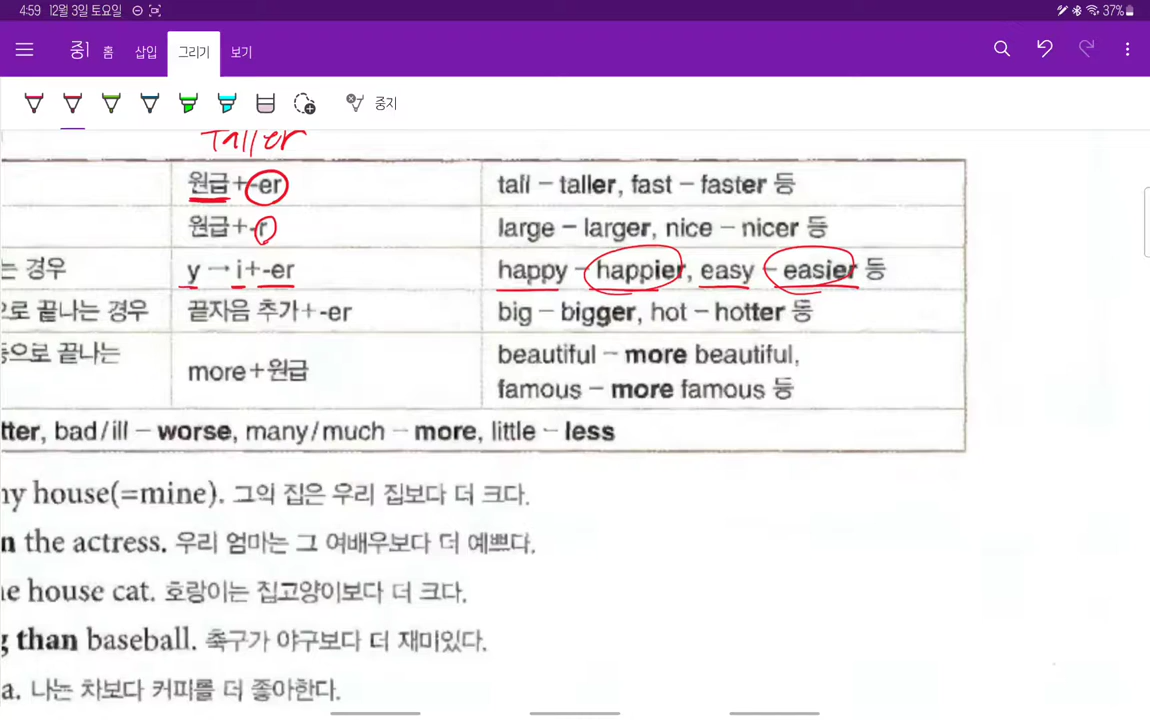 4:59 12월 3일 토요일
37%
중1 홈 삽입 그리기 보기
중지
Taller
원급+-er tall – taller, fast – faster 등
원급+-r large – larger, nice – nicer 등
는 경우 y → i+-er happy – happier, easy – easier 등
으로 끝나는 경우 끝자음 추가+-er big – bigger, hot – hotter 등
등으로 끝나는 more+원급 beautiful – more beautiful,
famous – more famous 등
tter, bad/ill – worse, many/much – more, little – less
ny house(=mine). 그의 집은 우리 집보다 더 크다.
n the actress. 우리 엄마는 그 여배우보다 더 예쁘다.
he house cat. 호랑이는 집고양이보다 더 크다.
g than baseball. 축구가 야구보다 더 재미있다.
a. 나는 차보다 커피를 더 좋아한다.